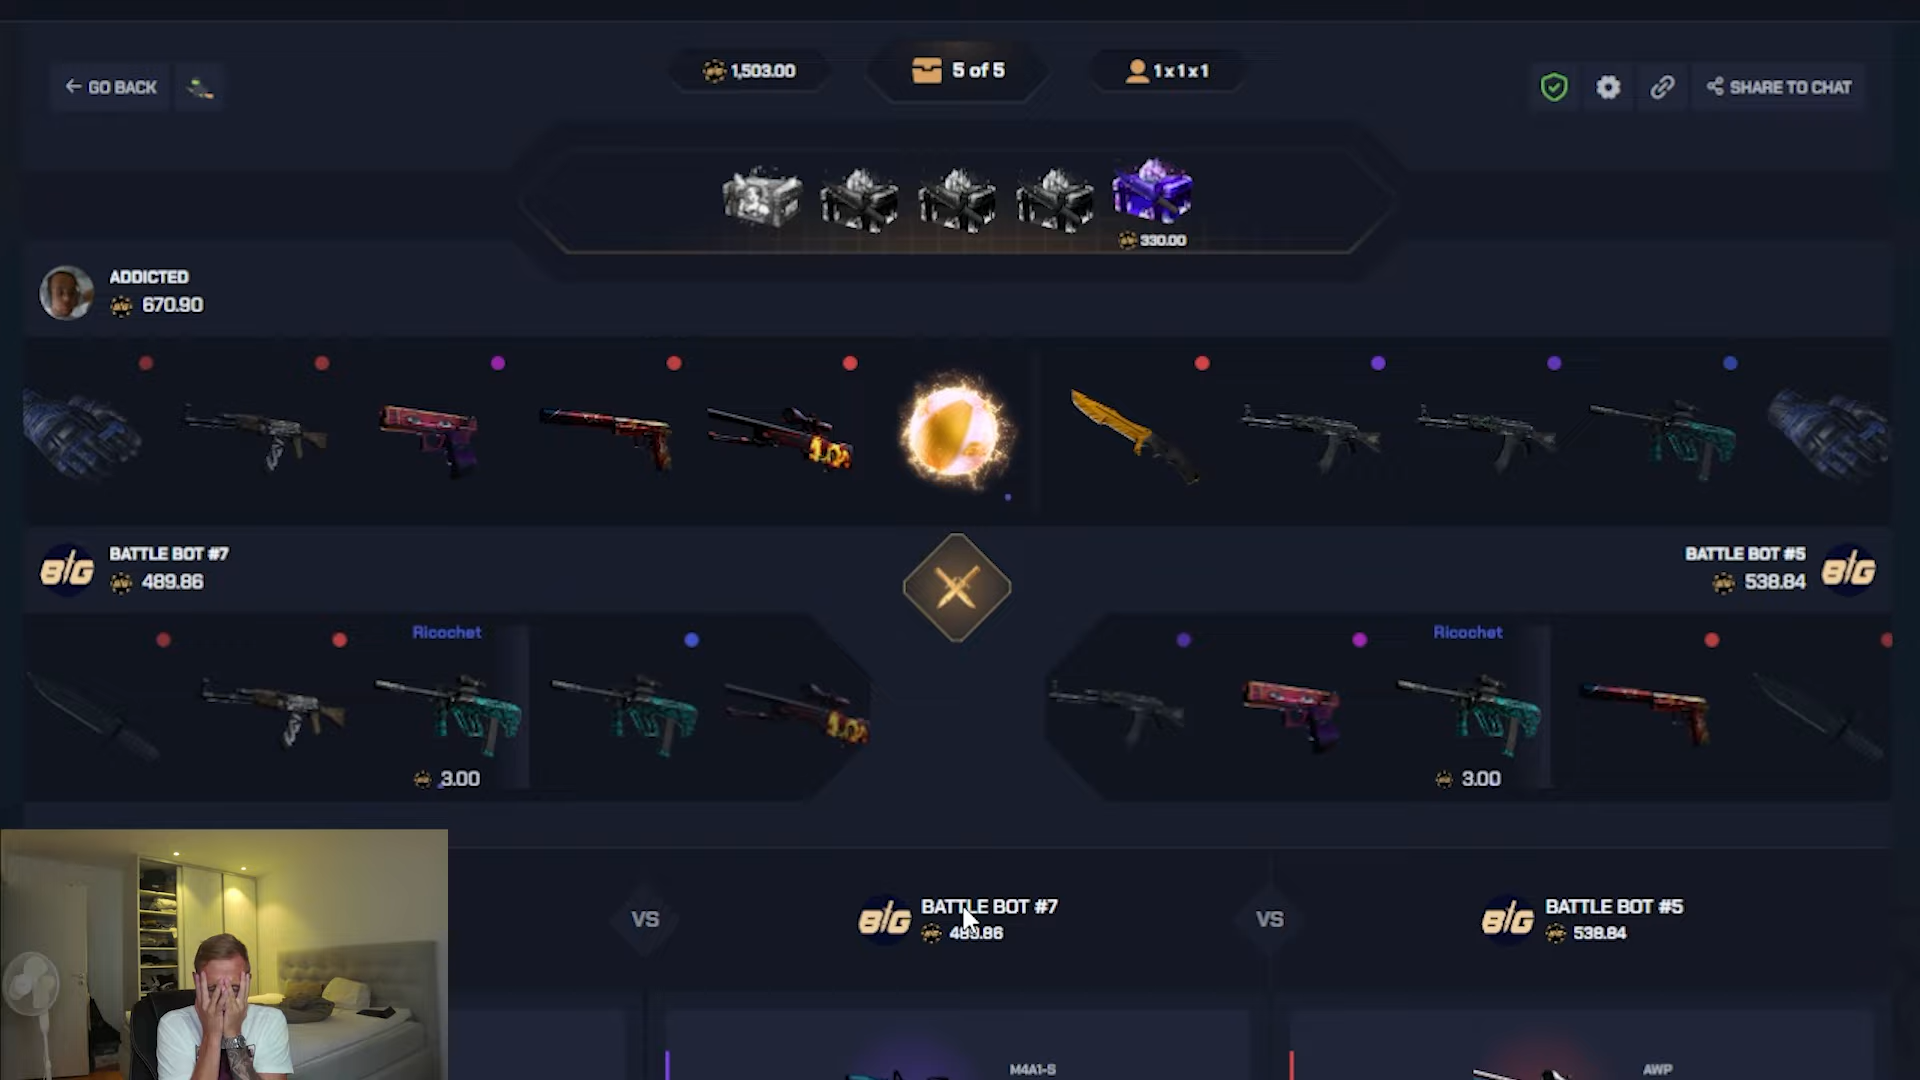 GO BACK
1,503.00
5 of 5
1x1x1
SHARE TO CHAT
330.00
ADDICTED
670.90
BATTLE BOT #7
489.86
BATTLE BOT #5
538.84
Ricochet
Ricochet
3.00
3.00
VS
BATTLE BOT #7
489.86
VS
BATTLE BOT #5
538.84
M4A1-S
AWP